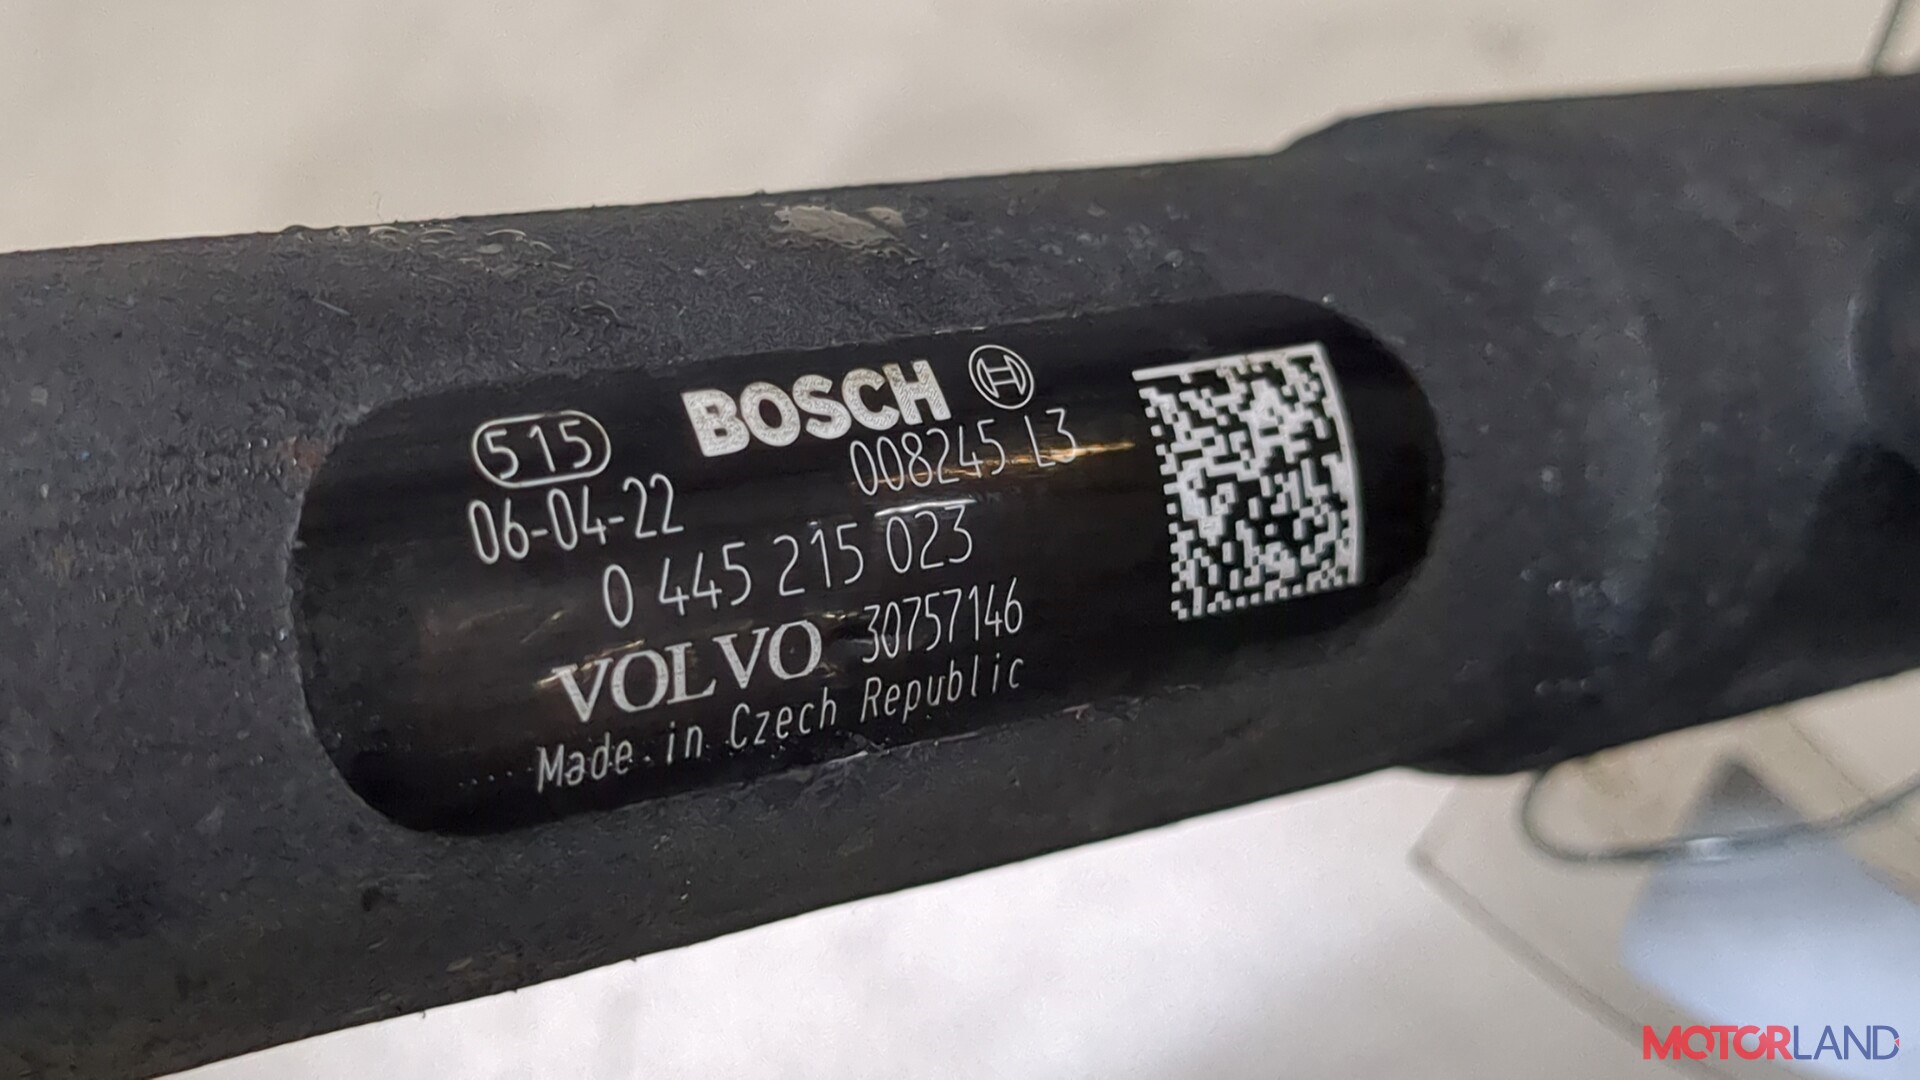 515 BOSCH
06-04-22 008245 L3
0 445 215 023
VOLVO 30757146
Made in Czech Republic
MOTORLAND